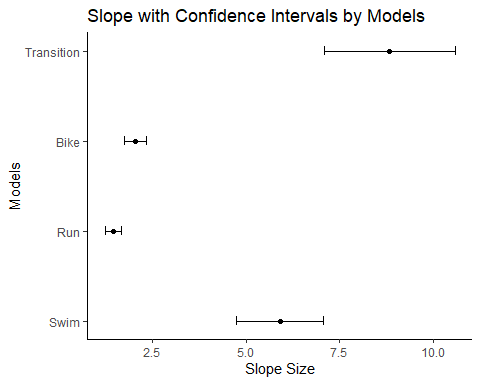 Slope with Confidence Intervals by Models
Transition
Bike
Run
Swim
Models
2.5 5.0 7.5 10.0
Slope Size